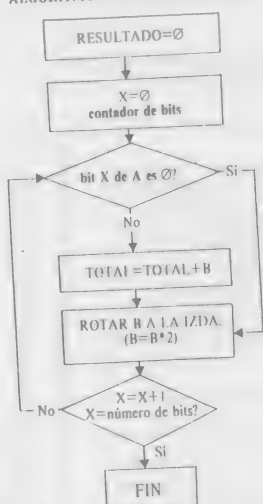 RESULTADO=Ø
X=Ø
contador de bits
bit X de A es Ø?
Si
No
TOTAL=TOTAL+B
ROTAR B A LA IZDA.
(B=B*2)
X=X+1
X=número de bits?
No
Si
FIN